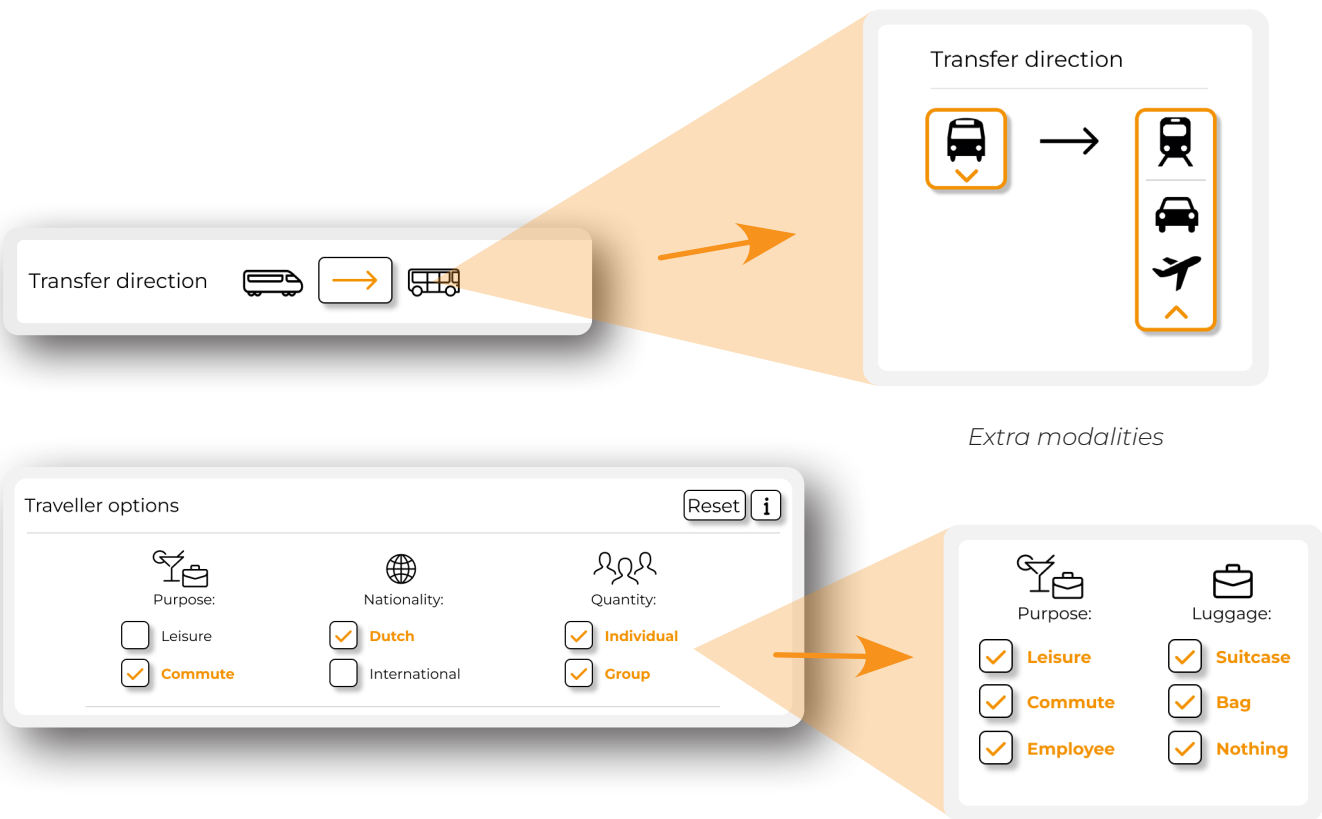 Transfer direction
Transfer direction
Extra modalities
Traveller options
Reset i
Purpose: Nationality: Quantity:
Leisure Dutch Individual
Commute International Group
Purpose: Luggage:
Leisure Suitcase
Commute Bag
Employee Nothing